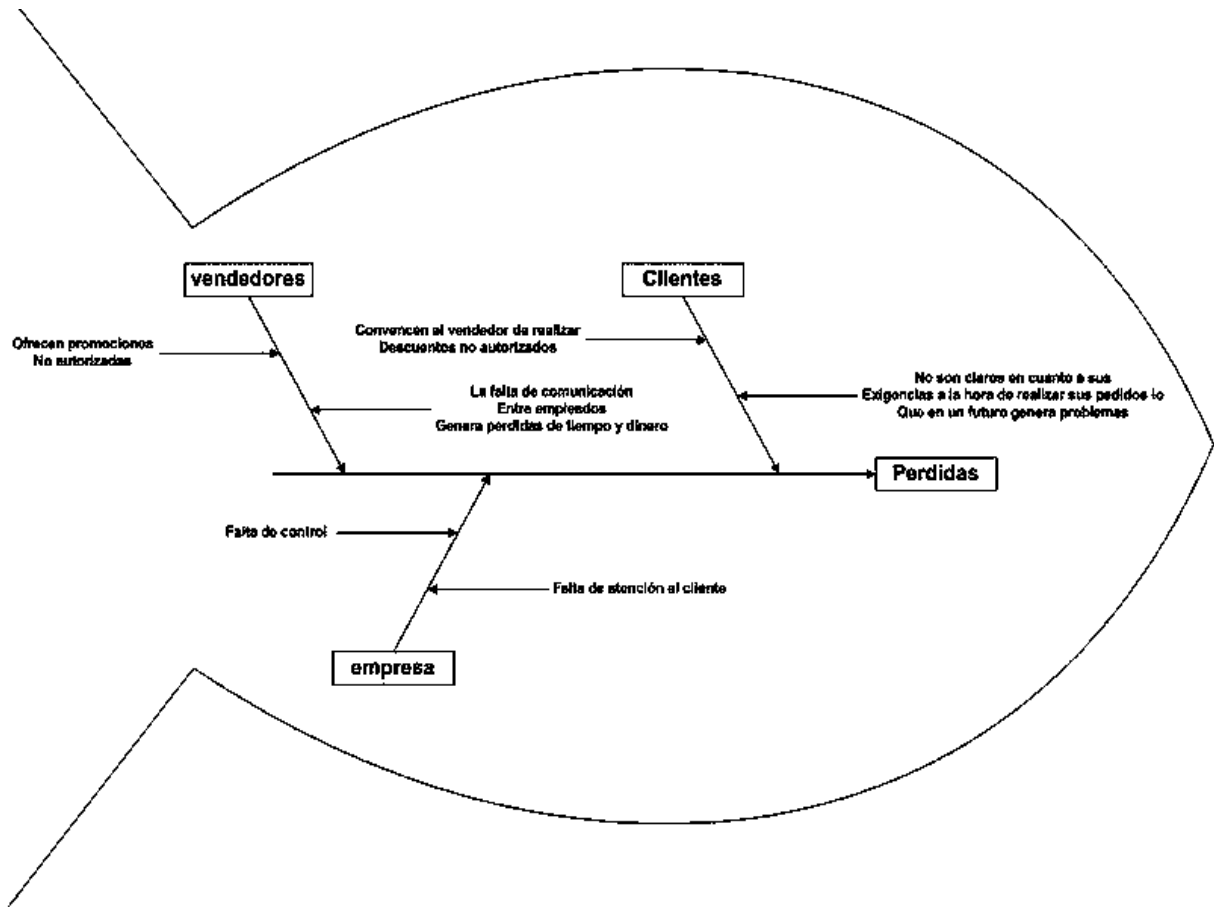 vendedores
Clientes
Ofrecen promociones
No autorizadas
Convencen al vendedor de realizar
Descuentos no autorizados
La falta de comunicación
Entre empleados
Genera perdidas de tiempo y dinero
No son claros en cuanto a sus
Exigencias a la hora de realizar sus pedidos lo
Que en un futuro genera problemas
Perdidas
Falta de control
Falta de atención al cliente
empresa